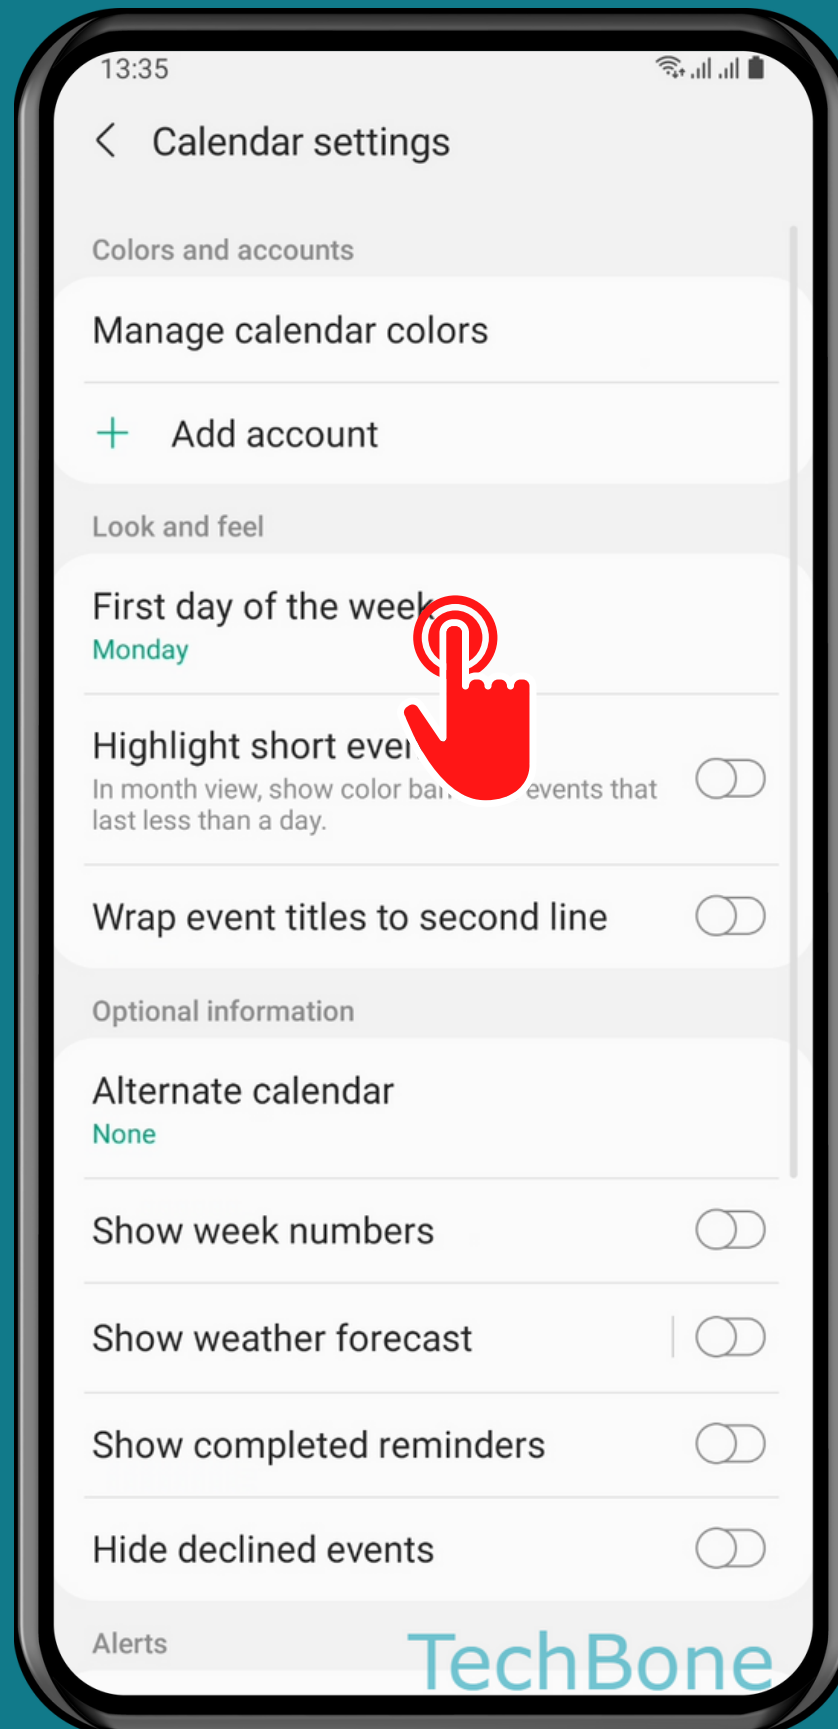 13:35
Calendar settings
Colors and accounts
Manage calendar colors
Add account
Look and feel
First day of the week
Monday
Highlight short
In month view, show color events that
last less than a day.
Wrap event titles to second line
Optional information
Alternate calendar
None
Show week numbers
Show weather forecast
Show completed reminders
Hide declined events
Alerts
TechBone